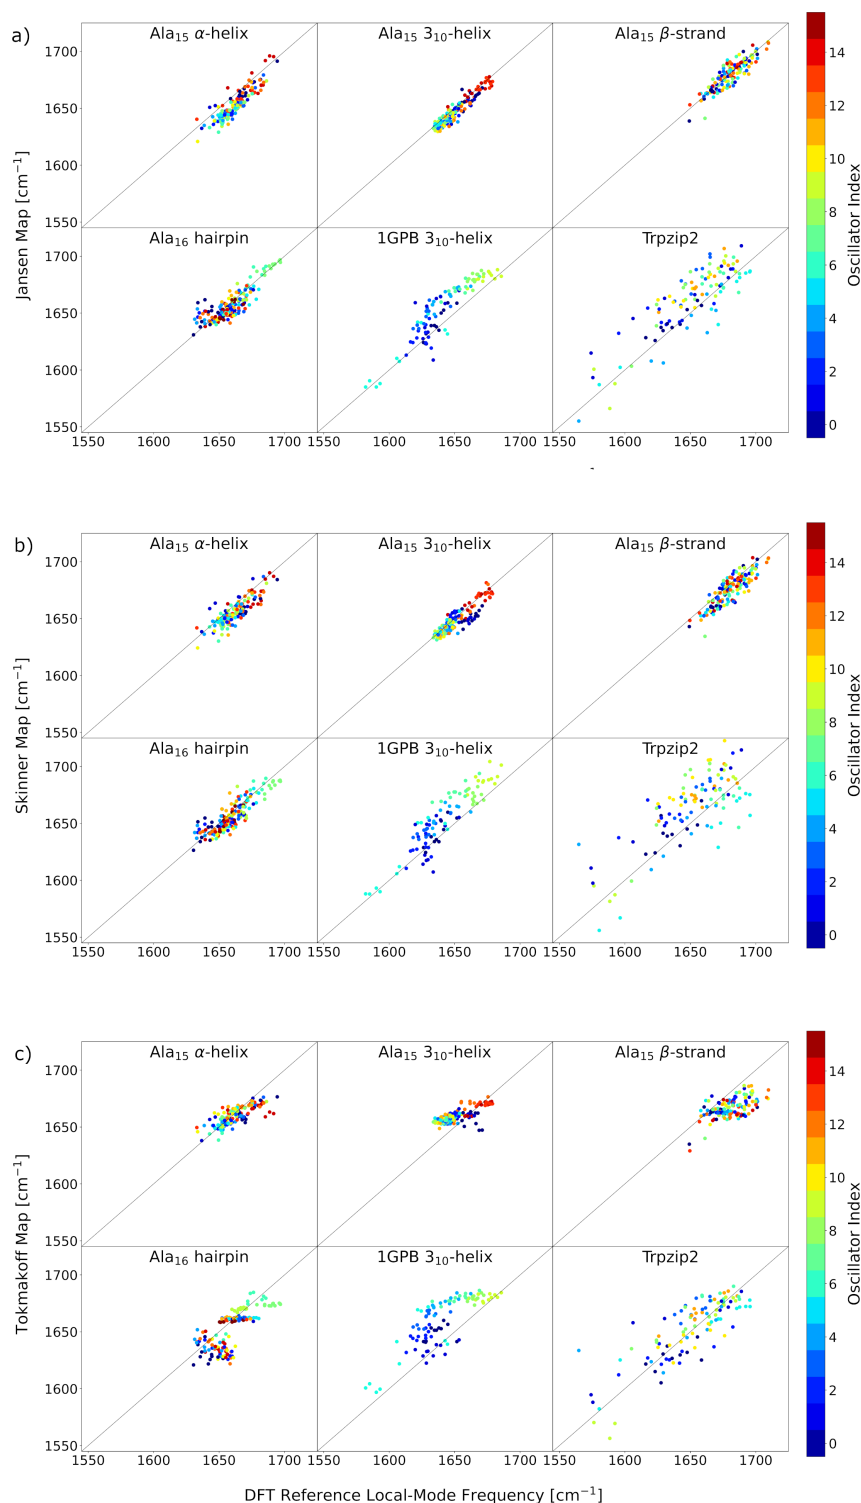 a)
Ala₁₅ α-helix
Ala₁₅ 3₁₀-helix
Ala₁₅ β-strand
1700
1650
1600
1550
Ala₁₆ hairpin
1GPB 3₁₀-helix
Trpzip2
1700
1650
1600
1550
1550 1600 1650 1700
1550 1600 1650 1700
1550 1600 1650 1700
Jansen Map [cm⁻¹]
14
12
10
8
6
4
2
0
Oscillator Index
b)
Ala₁₅ α-helix
Ala₁₅ 3₁₀-helix
Ala₁₅ β-strand
1700
1650
1600
1550
Ala₁₆ hairpin
1GPB 3₁₀-helix
Trpzip2
1700
1650
1600
1550
1550 1600 1650 1700
1550 1600 1650 1700
1550 1600 1650 1700
Skinner Map [cm⁻¹]
14
12
10
8
6
4
2
0
Oscillator Index
c)
Ala₁₅ α-helix
Ala₁₅ 3₁₀-helix
Ala₁₅ β-strand
1700
1650
1600
1550
Ala₁₆ hairpin
1GPB 3₁₀-helix
Trpzip2
1700
1650
1600
1550
1550 1600 1650 1700
1550 1600 1650 1700
1550 1600 1650 1700
Tokmakoff Map [cm⁻¹]
14
12
10
8
6
4
2
0
Oscillator Index
DFT Reference Local-Mode Frequency [cm⁻¹]